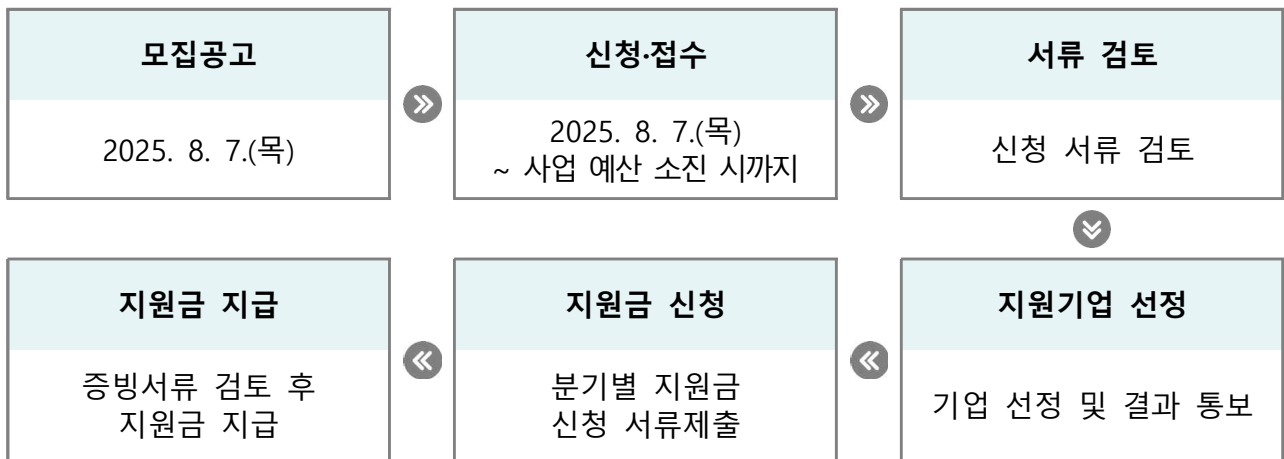 모집공고
2025. 8. 7.(목)
신청·접수
2025. 8. 7.(목)
~ 사업 예산 소진 시까지
서류 검토
신청 서류 검토
지원기업 선정
기업 선정 및 결과 통보
지원금 신청
분기별 지원금
신청 서류제출
지원금 지급
증빙서류 검토 후
지원금 지급